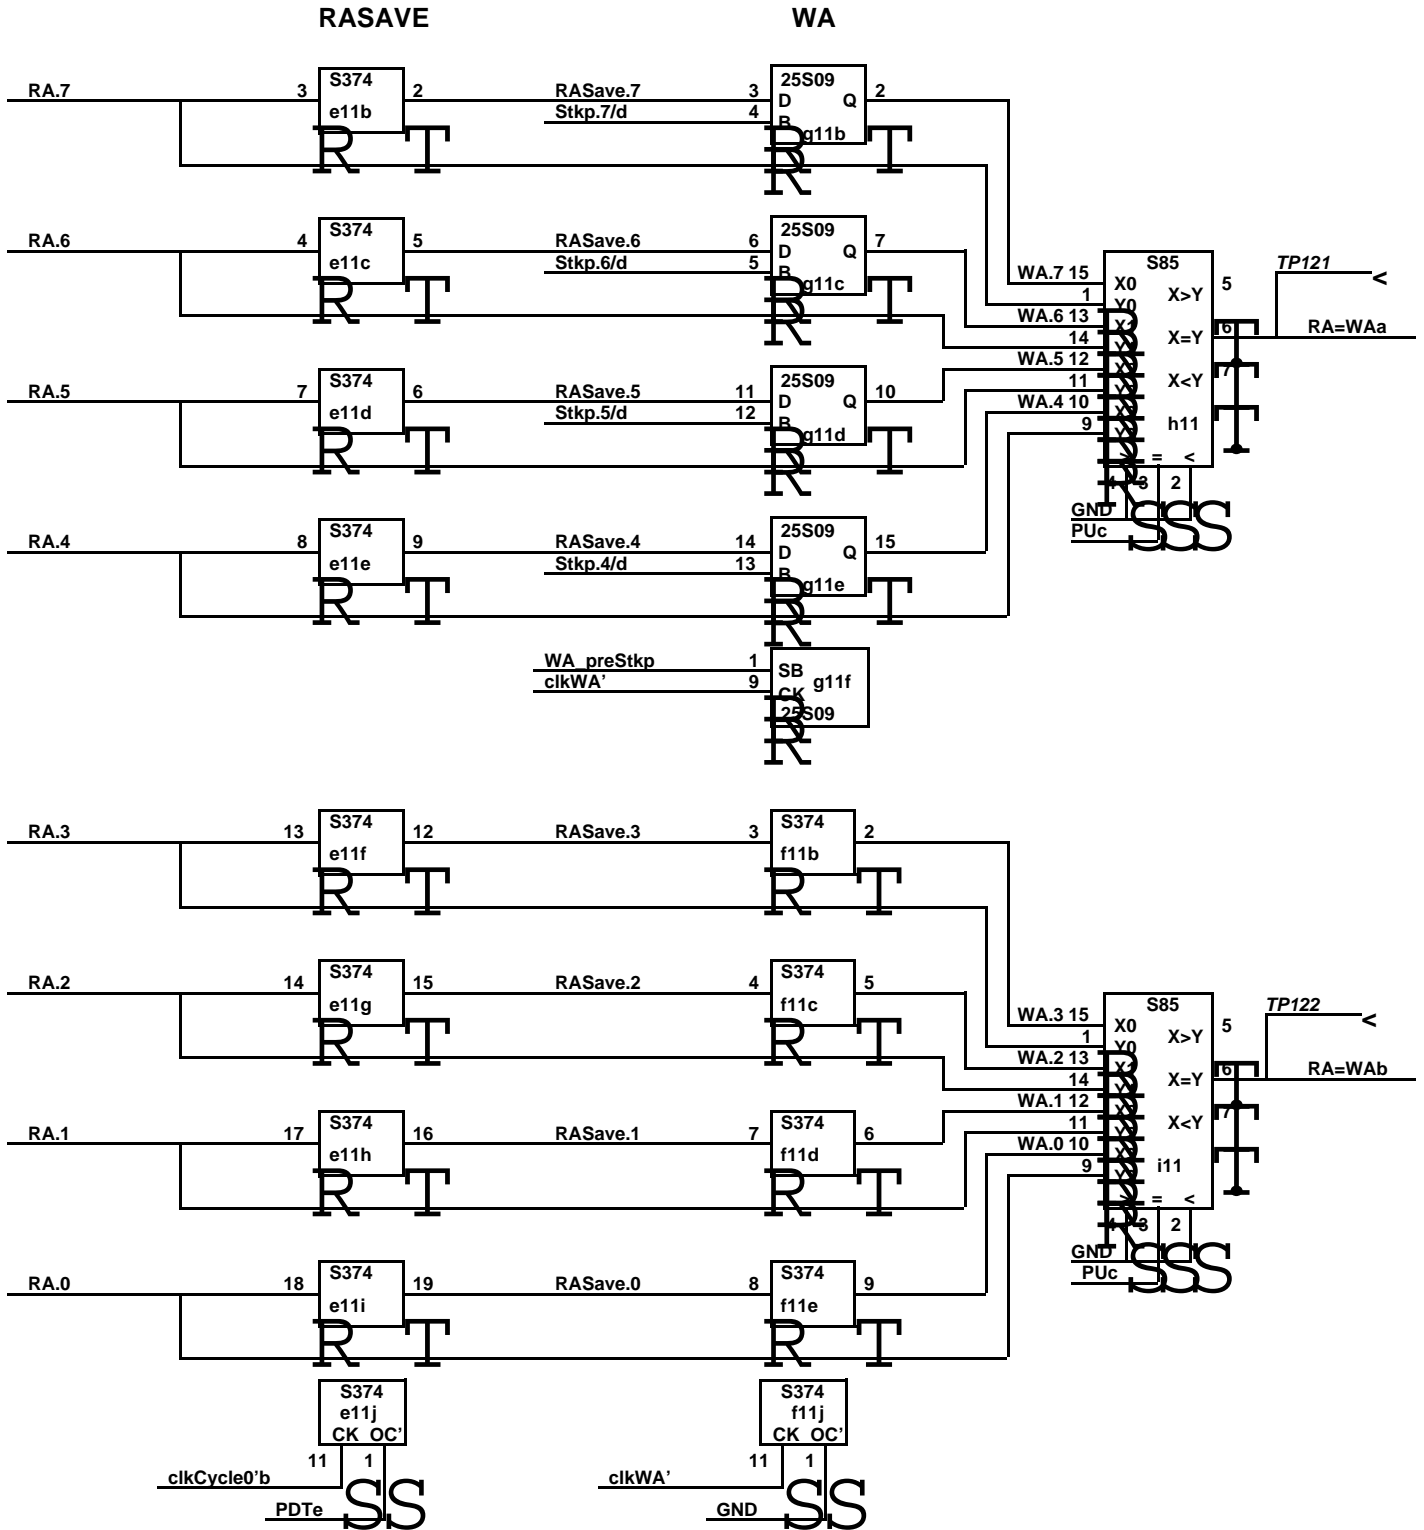 RASAVE WA
RA.7 3 S374 e11b 2 RASave.7 3 25S09 D Q 2
Stkp.7/d 4 B g11b
R T R R T
RA.6 4 S374 e11c 5 RASave.6 6 25S09 D Q 7
Stkp.6/d 5 B g11c
R T R R T
WA.7 15 X0 S85 X>Y 5 TP121 <
1 Y0
WA.6 13 X=Y 6 RA=WAa
14
WA.5 12 X<Y 7
11
WA.4 10 h11
9
= <
4 3 2
GND
PUc
S S S
RA.5 7 S374 e11d 6 RASave.5 11 25S09 D Q 10
Stkp.5/d 12 B g11d
R T R R T
RA.4 8 S374 e11e 9 RASave.4 14 25S09 D Q 15
Stkp.4/d 13 B g11e
R T R R T
WA_preStkp 1 SB g11f
clkWA' 9 CK
25S09
R R
RA.3 13 S374 e11f 12 RASave.3 3 S374 f11b 2
R T R T
RA.2 14 S374 e11g 15 RASave.2 4 S374 f11c 5
R T R T
WA.3 15 X0 S85 X>Y 5 TP122 <
1 Y0
WA.2 13 X=Y 6 RA=WAb
14
WA.1 12 X<Y 7
11
WA.0 10 i11
9
= <
4 3 2
GND
PUc
S S S
RA.1 17 S374 e11h 16 RASave.1 7 S374 f11d 6
R T R T
RA.0 18 S374 e11i 19 RASave.0 8 S374 f11e 9
R T R T
S374 e11j CK OC' S374 f11j CK OC'
11 1 11 1
clkCycle0'b clkWA'
PDTe GND
S S S S